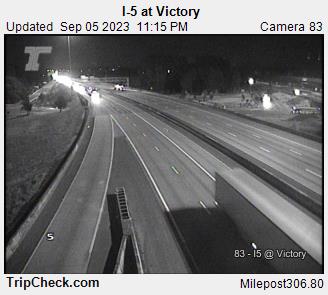 I-5 at Victory
Updated Sep 05 2023 11:15 PM Camera 83
T
5
83 - I5 @ Victory
TripCheck.com Milepost306.80